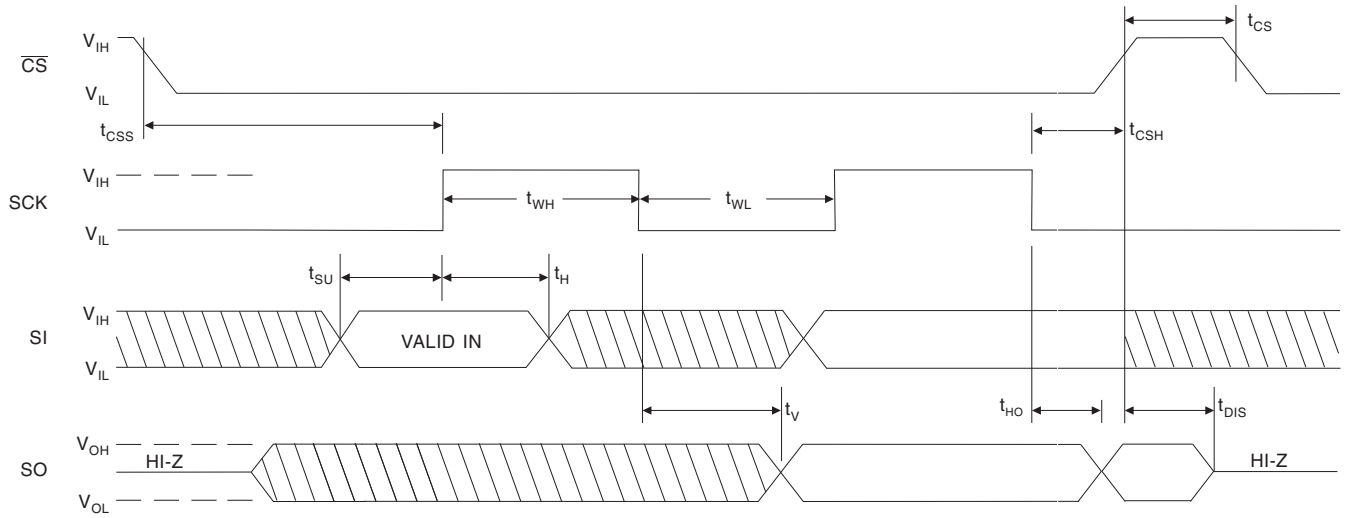 t_CS
V_IH
CS
V_IL
t_CSS
t_CSH
V_IH
SCK
t_WH
t_WL
V_IL
t_SU
t_H
V_IH
SI
VALID IN
V_IL
t_V
t_HO
t_DIS
V_OH
SO
HI-Z
HI-Z
V_OL